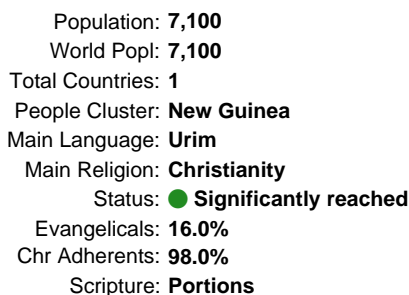 Population: 7,100
World Popl: 7,100
Total Countries: 1
People Cluster: New Guinea
Main Language: Urim
Main Religion: Christianity
Status: Significantly reached
Evangelicals: 16.0%
Chr Adherents: 98.0%
Scripture: Portions